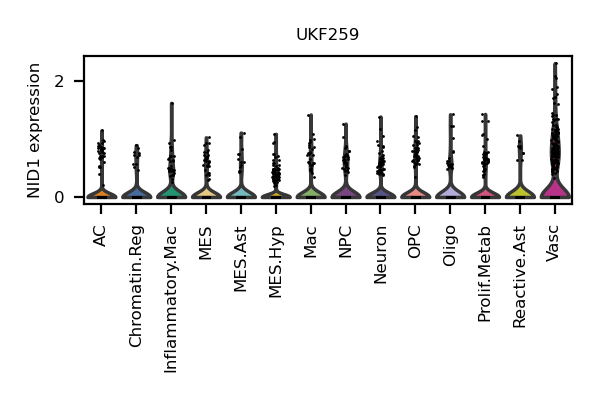 UKF259
NID1 expression
2
0
AC
Chromatin.Reg
Inflammatory.Mac
MES
MES.Ast
MES.Hyp
Mac
NPC
Neuron
OPC
Oligo
Prolif.Metab
Reactive.Ast
Vasc